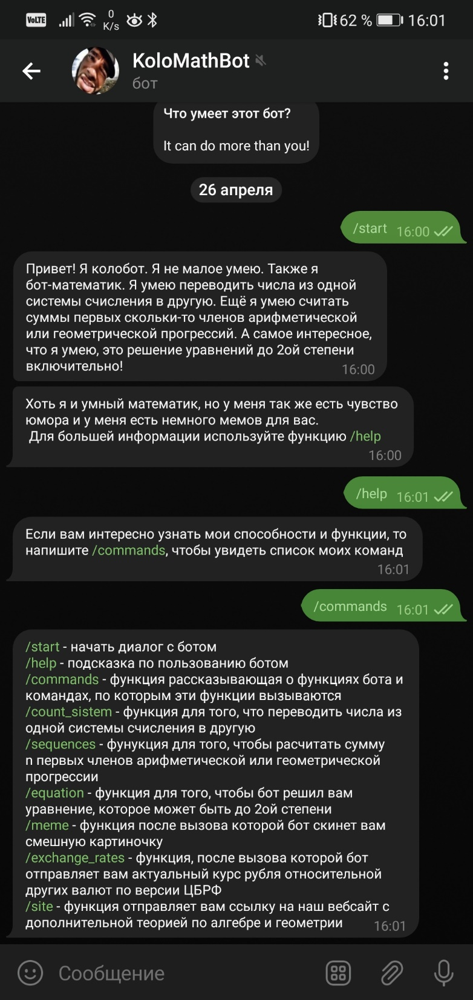 VoLTE 0 K/s 62 % 16:01
KoloMathBot
бот
Что умеет этот бот?
It can do more than you!
26 апреля
/start 16:00
Привет! Я колобот. Я не малое умею. Также я
бот-математик. Я умею переводить числа из одной
системы счисления в другую. Ещё я умею считать
суммы первых скольки-то членов арифметической
или геометрической прогрессий. А самое интересное,
что я умею, это решение уравнений до 2ой степени
включительно! 16:00
Хоть я и умный математик, но у меня так же есть чувство
юмора и у меня есть немного мемов для вас.
Для большей информации используйте функцию /help
16:00
/help 16:01
Если вам интересно узнать мои способности и функции, то
напишите /commands, чтобы увидеть список моих команд
16:01
/commands 16:01
/start - начать диалог с ботом
/help - подсказка по пользованию ботом
/commands - функция рассказывающая о функциях бота и
командах, по которым эти функции вызываются
/count_sistem - функция для того, что переводить числа из
одной системы счисления в другую
/sequences - фунукция для того, чтобы расчитать сумму
n первых членов арифметической или геометрической
прогрессии
/equation - функция для того, чтобы бот решил вам
уравнение, которое может быть до 2ой степени
/meme - функция после вызова которой бот скинет вам
смешную картиночку
/exchange_rates - функция, после вызова которой бот
отправляет вам актуальный курс рубля относительной
других валют по версии ЦБРФ
/site - функция отправляет вам ссылку на наш вебсайт с
дополнительной теорией по алгебре и геометрии 16:01
Сообщение